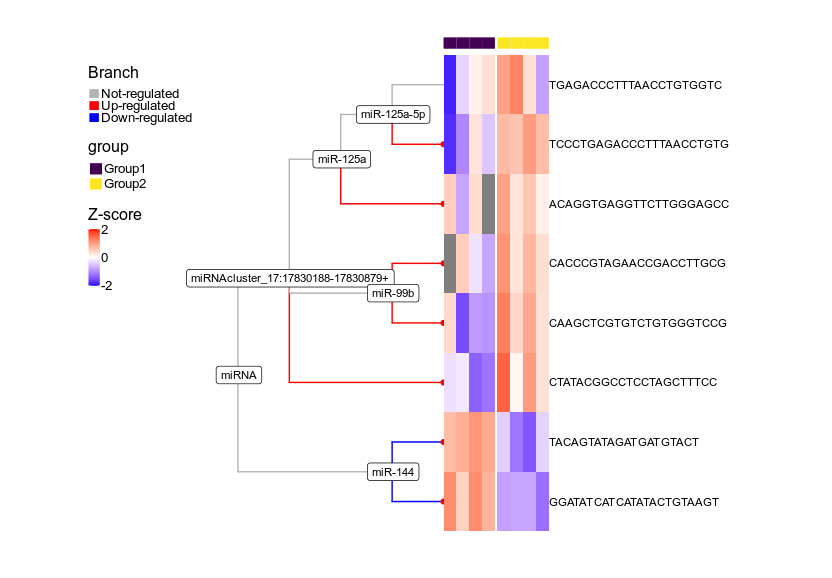 Branch
Not-regulated
Up-regulated
Down-regulated
group
Group1
Group2
Z-score
2
0
-2
miR-125a-5p
miR-125a
miRNAcluster_17:17830188-17830879+
miR-99b
miRNA
miR-144
TGAGACCCTTTAACCTGTGGTC
TCCCTGAGACCCTTTAACCTGTG
ACAGGTGAGGTTCTTGGGAGCC
CACCCGTAGAACCGACCTTGCG
CAAGCTCGTGTCTGTGGGTCCG
CTATACGGCCTCCTAGCTTTCC
TACAGTATAGATGATGTACT
GGATATCATCATATACTGTAAGT